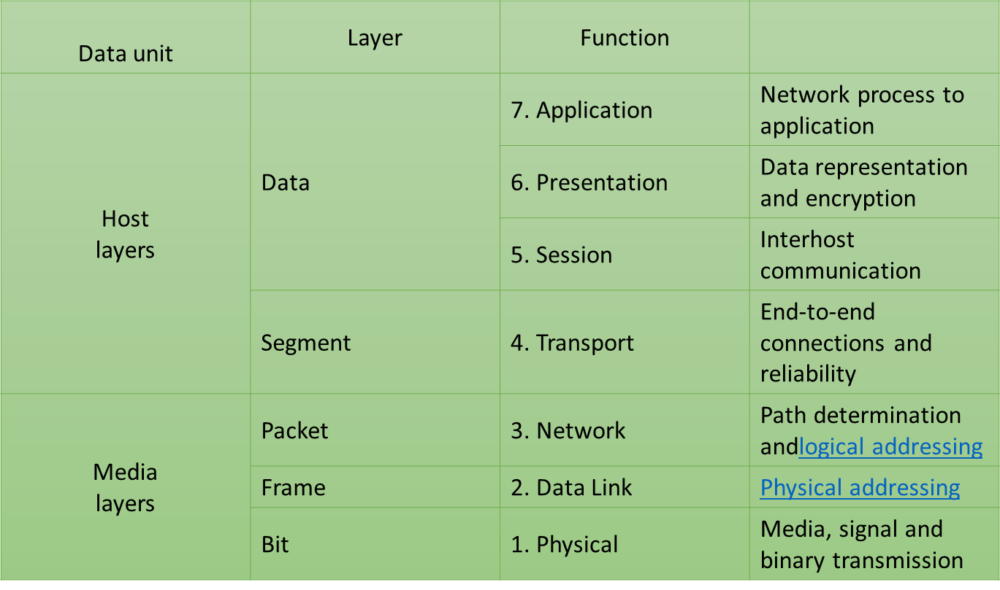 Data unit
Layer
Function
Host
layers
Data
7. Application
Network process to
application
6. Presentation
Data representation
and encryption
5. Session
Interhost
communication
Segment
4. Transport
End-to-end
connections and
reliability
Media
layers
Packet
3. Network
Path determination
andlogical addressing
Frame
2. Data Link
Physical addressing
Bit
1. Physical
Media, signal and
binary transmission